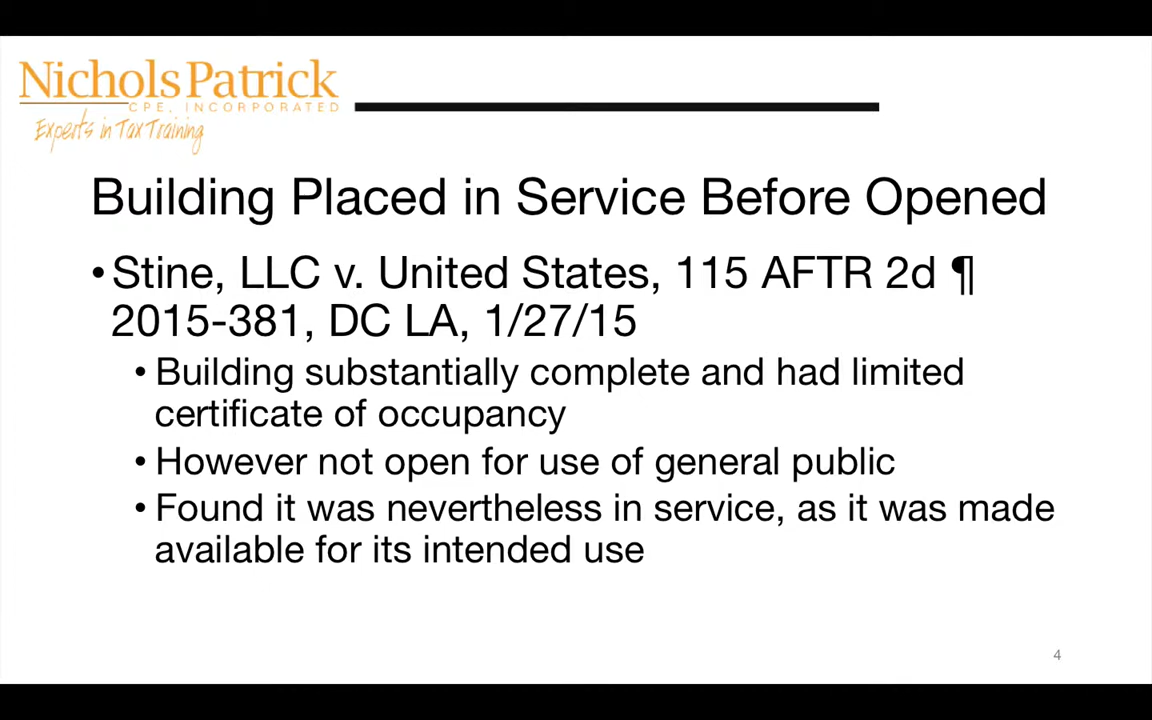 NicholsPatrick
CPE, INCORPORATED
Experts in Tax Training
Building Placed in Service Before Opened
• Stine, LLC v. United States, 115 AFTR 2d ¶
2015-381, DC LA, 1/27/15
• Building substantially complete and had limited
certificate of occupancy
• However not open for use of general public
• Found it was nevertheless in service, as it was made
available for its intended use
4